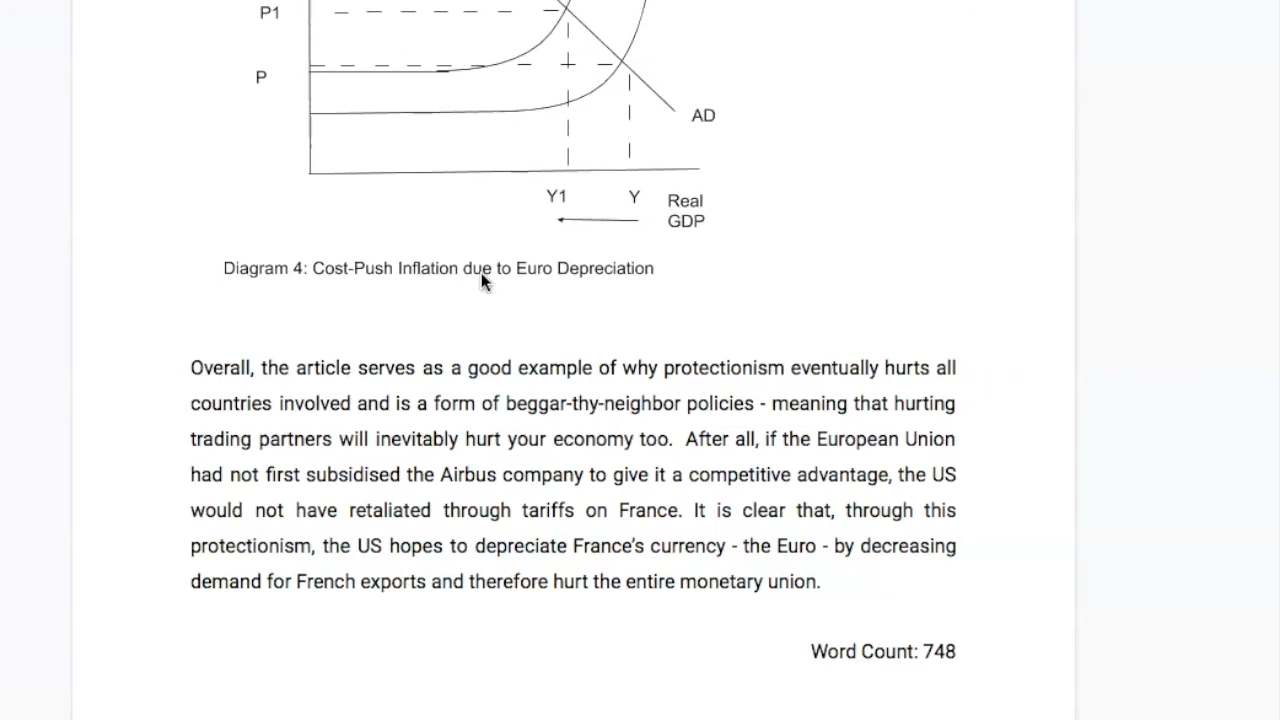 P1
P
AD
Y1 Y Real
GDP
Diagram 4: Cost-Push Inflation due to Euro Depreciation
Overall, the article serves as a good example of why protectionism eventually hurts all
countries involved and is a form of beggar-thy-neighbor policies - meaning that hurting
trading partners will inevitably hurt your economy too. After all, if the European Union
had not first subsidised the Airbus company to give it a competitive advantage, the US
would not have retaliated through tariffs on France. It is clear that, through this
protectionism, the US hopes to depreciate France's currency - the Euro - by decreasing
demand for French exports and therefore hurt the entire monetary union.
Word Count: 748